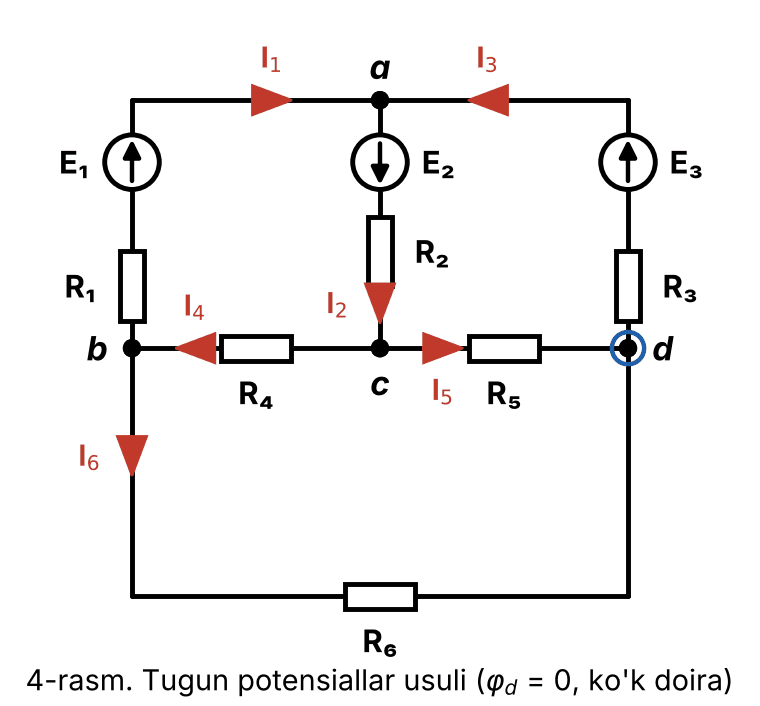 I₁
a
I₃
E₁
E₂
E₃
R₂
R₁
R₃
I₄
I₂
b
d
c
R₄
I₅
R₅
I₆
R₆
4-rasm. Tugun potensiallar usuli (φ_d = 0, ko'k doira)